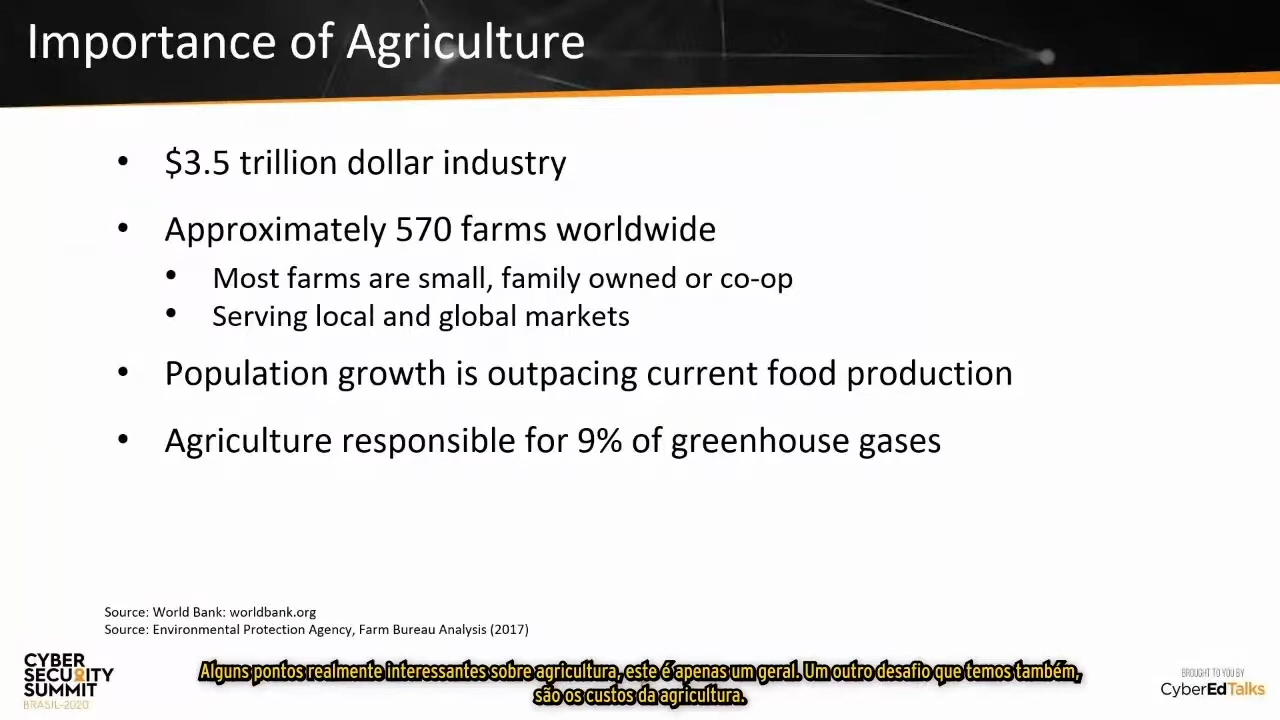 Importance of Agriculture
• $3.5 trillion dollar industry
• Approximately 570 farms worldwide
• Most farms are small, family owned or co-op
• Serving local and global markets
• Population growth is outpacing current food production
• Agriculture responsible for 9% of greenhouse gases
Source: World Bank: worldbank.org
Source: Environmental Protection Agency, Farm Bureau Analysis (2017)
CYBER
SECURITY
SUMMIT
BRASIL-2020
Alguns pontos realmente interessantes sobre agricultura, este é apenas um geral. Um outro desafio que temos também,
são os custos da agricultura.
BROUGHT TO YOU BY
CyberEdTalks